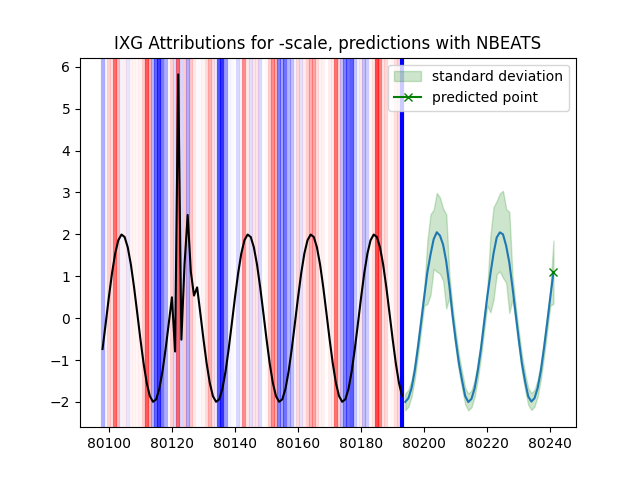 IXG Attributions for -scale, predictions with NBEATS
6
5
4
3
2
1
0
−1
−2
standard deviation
predicted point
80100 80120 80140 80160 80180 80200 80220 80240